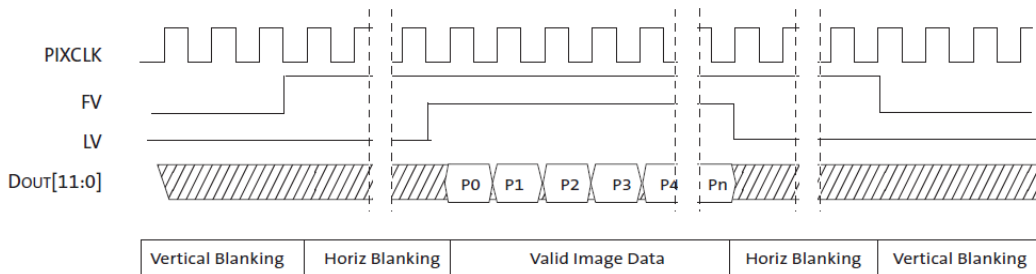 PIXCLK
FV
LV
DOUT[11:0]
P0 P1 P2 P3 P4 Pn
Vertical Blanking Horiz Blanking Valid Image Data Horiz Blanking Vertical Blanking